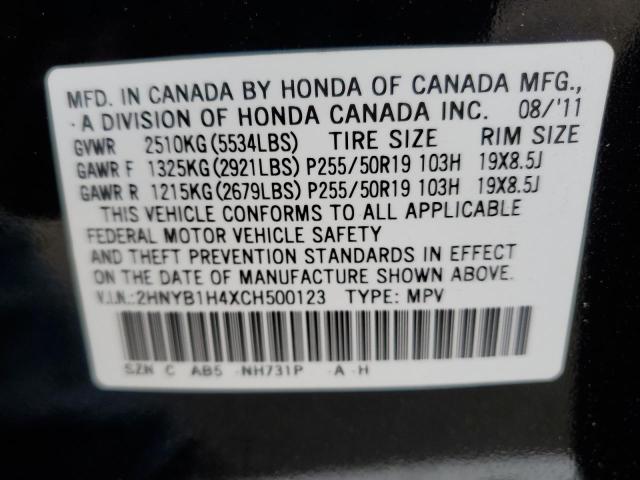 MFD. IN CANADA BY HONDA OF CANADA MFG.,
A DIVISION OF HONDA CANADA INC. 08/'11
GVWR 2510KG(5534LBS) TIRE SIZE RIM SIZE
GAWR F 1325KG(2921LBS) P255/50R19 103H 19X8.5J
GAWR R 1215KG(2679LBS) P255/50R19 103H 19X8.5J
THIS VEHICLE CONFORMS TO ALL APPLICABLE
FEDERAL MOTOR VEHICLE SAFETY
AND THEFT PREVENTION STANDARDS IN EFFECT
ON THE DATE OF MANUFACTURE SHOWN ABOVE.
V.I.N.:2HNYB1H4XCH500123 TYPE: MPV
SZN C AB5 -NH731P -A -H